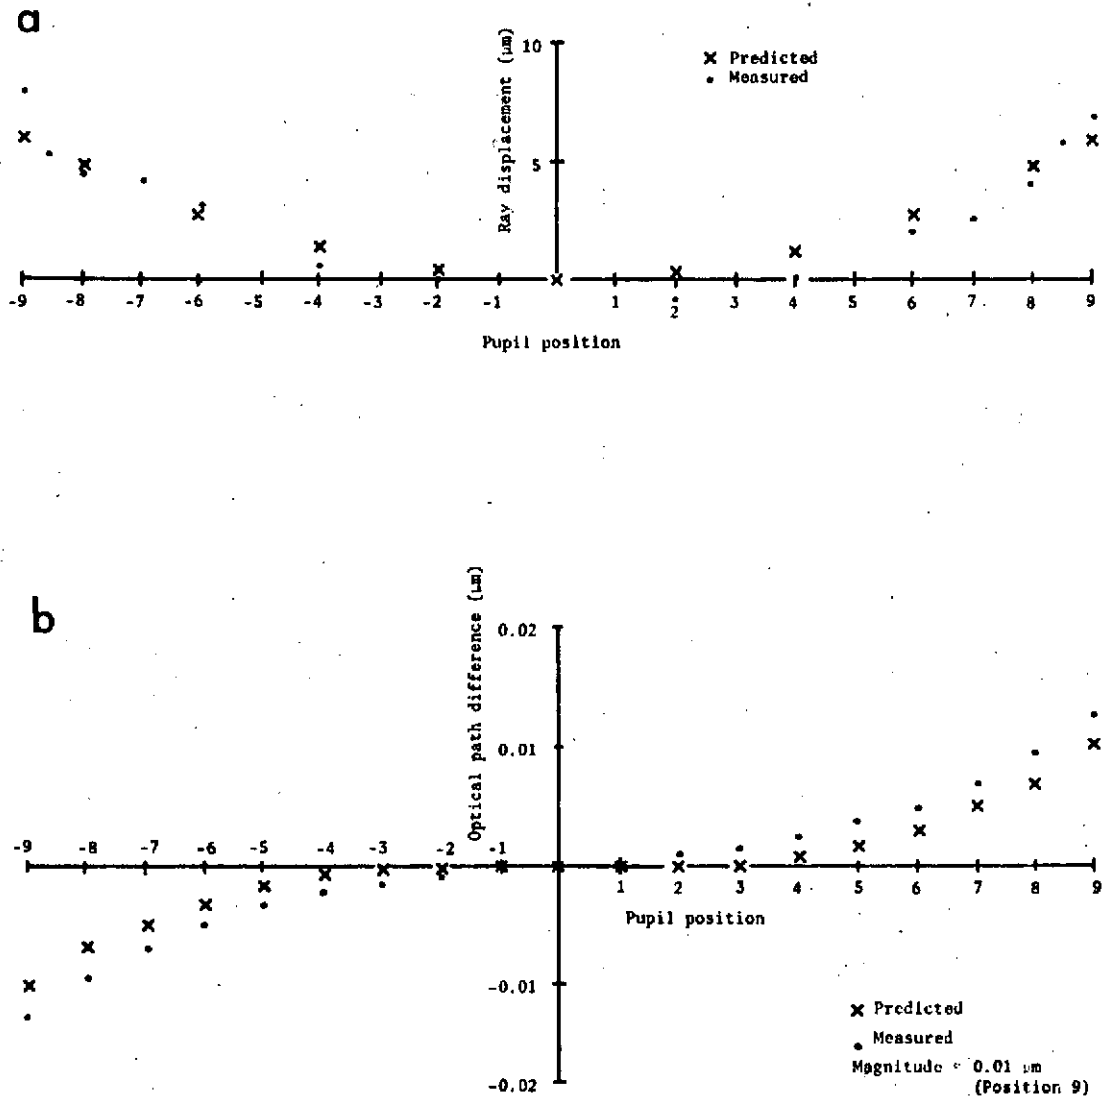 a
Ray displacement (μm)
10
5
× Predicted
• Measured
-9 -8 -7 -6 -5 -4 -3 -2 -1 1 2 3 4 5 6 7 8 9
Pupil position
b
Optical path difference (μm)
0.02
0.01
-9 -8 -7 -6 -5 -4 -3 -2 -1
1 2 3 4 5 6 7 8 9
Pupil position
-0.01
-0.02
× Predicted
• Measured
Magnitude = 0.01 μm
(Position 9)